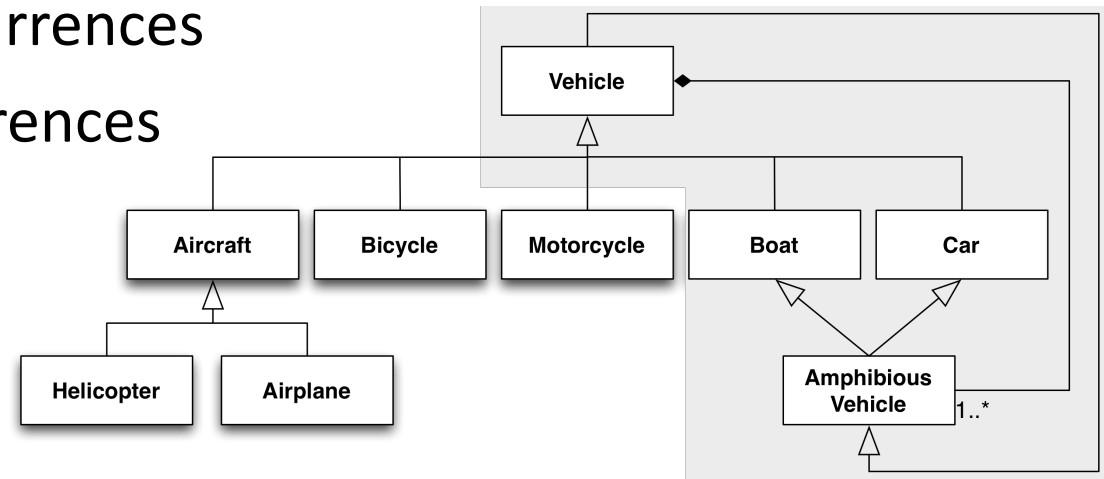 rrences
rences
Vehicle
Aircraft
Bicycle
Motorcycle
Boat
Car
Helicopter
Airplane
Amphibious
Vehicle
1..*